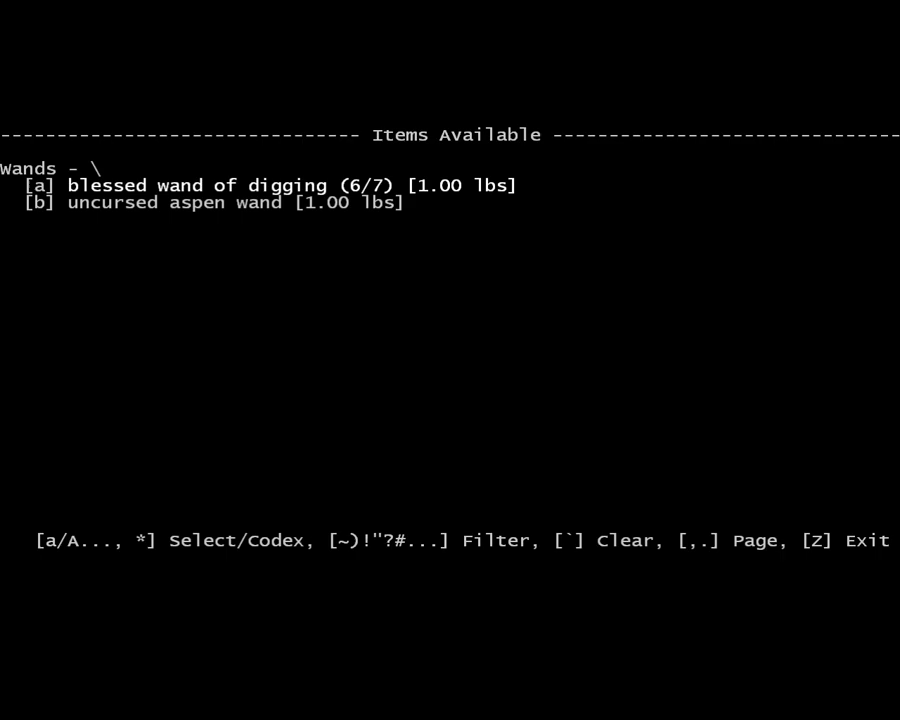 ------------------------------- Items Available -------------------------------
Wands - \
[a] blessed wand of digging (6/7) [1.00 lbs]
[b] uncursed aspen wand [1.00 lbs]
[a/A..., *] Select/Codex, [~)!"?#...] Filter, [`] Clear, [,.] Page, [Z] Exit